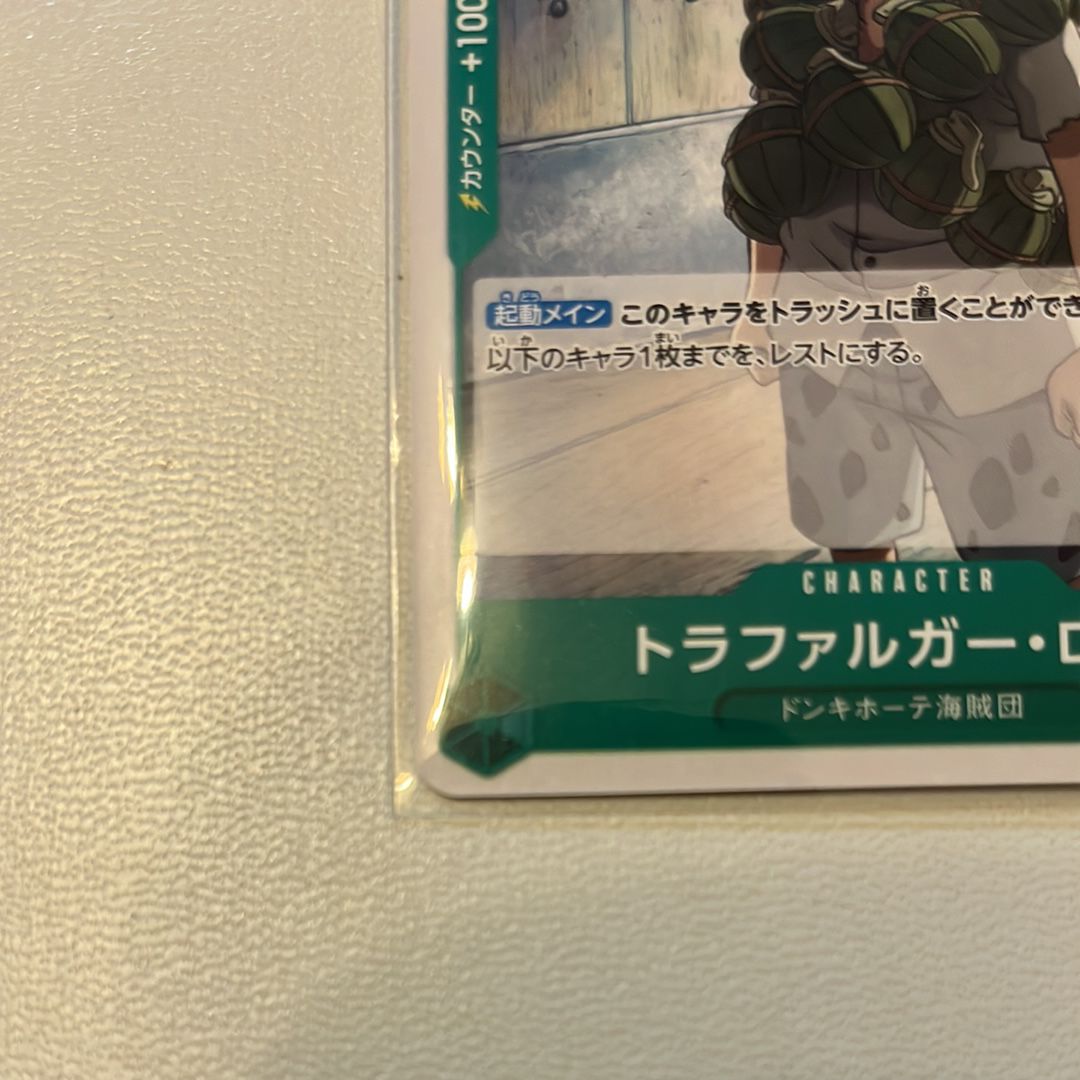 カウンター +100
起動メイン このキャラをトラッシュに置くことができ
以下のキャラ1枚までを、レストにする。
CHARACTER
トラファルガー・ロ
ドンキホーテ海賊団